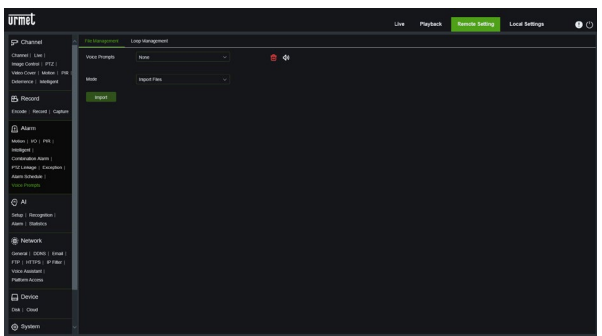 urmet
Live Playback Remote Setting Local Settings
Channel
Channel | Live |
Image Control | PTZ |
Video Cover | Motion | PIR |
Deterrence | Intelligent
Record
Encode | Record | Capture
Alarm
Motion | I/O | PIR |
Intelligent |
Combination Alarm |
PTZ Linkage | Exception |
Alarm Schedule |
Voice Prompts
AI
Setup | Recognition |
Alarm | Statistics
Network
General | DDNS | Email |
FTP | HTTPS | IP Filter |
Voice Assistant |
Platform Access
Device
Disk | Cloud
System
File Management Loop Management
Voice Prompts None
Mode Import Files
Import